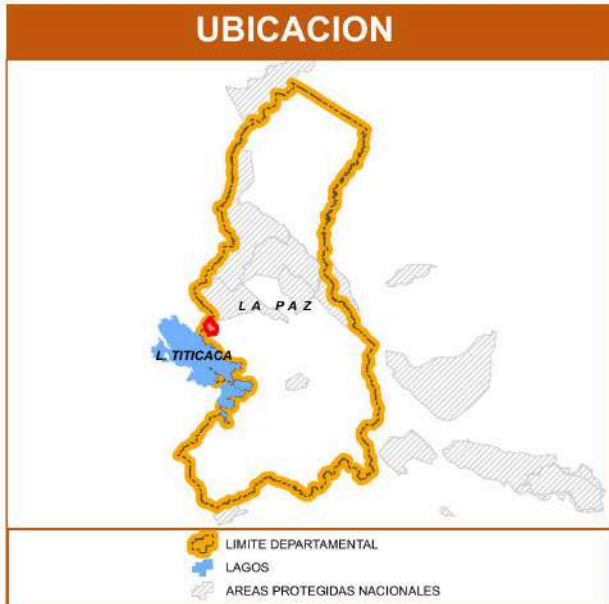 UBICACION
LA PAZ
L. TITICACA
LIMITE DEPARTAMENTAL
LAGOS
AREAS PROTEGIDAS NACIONALES